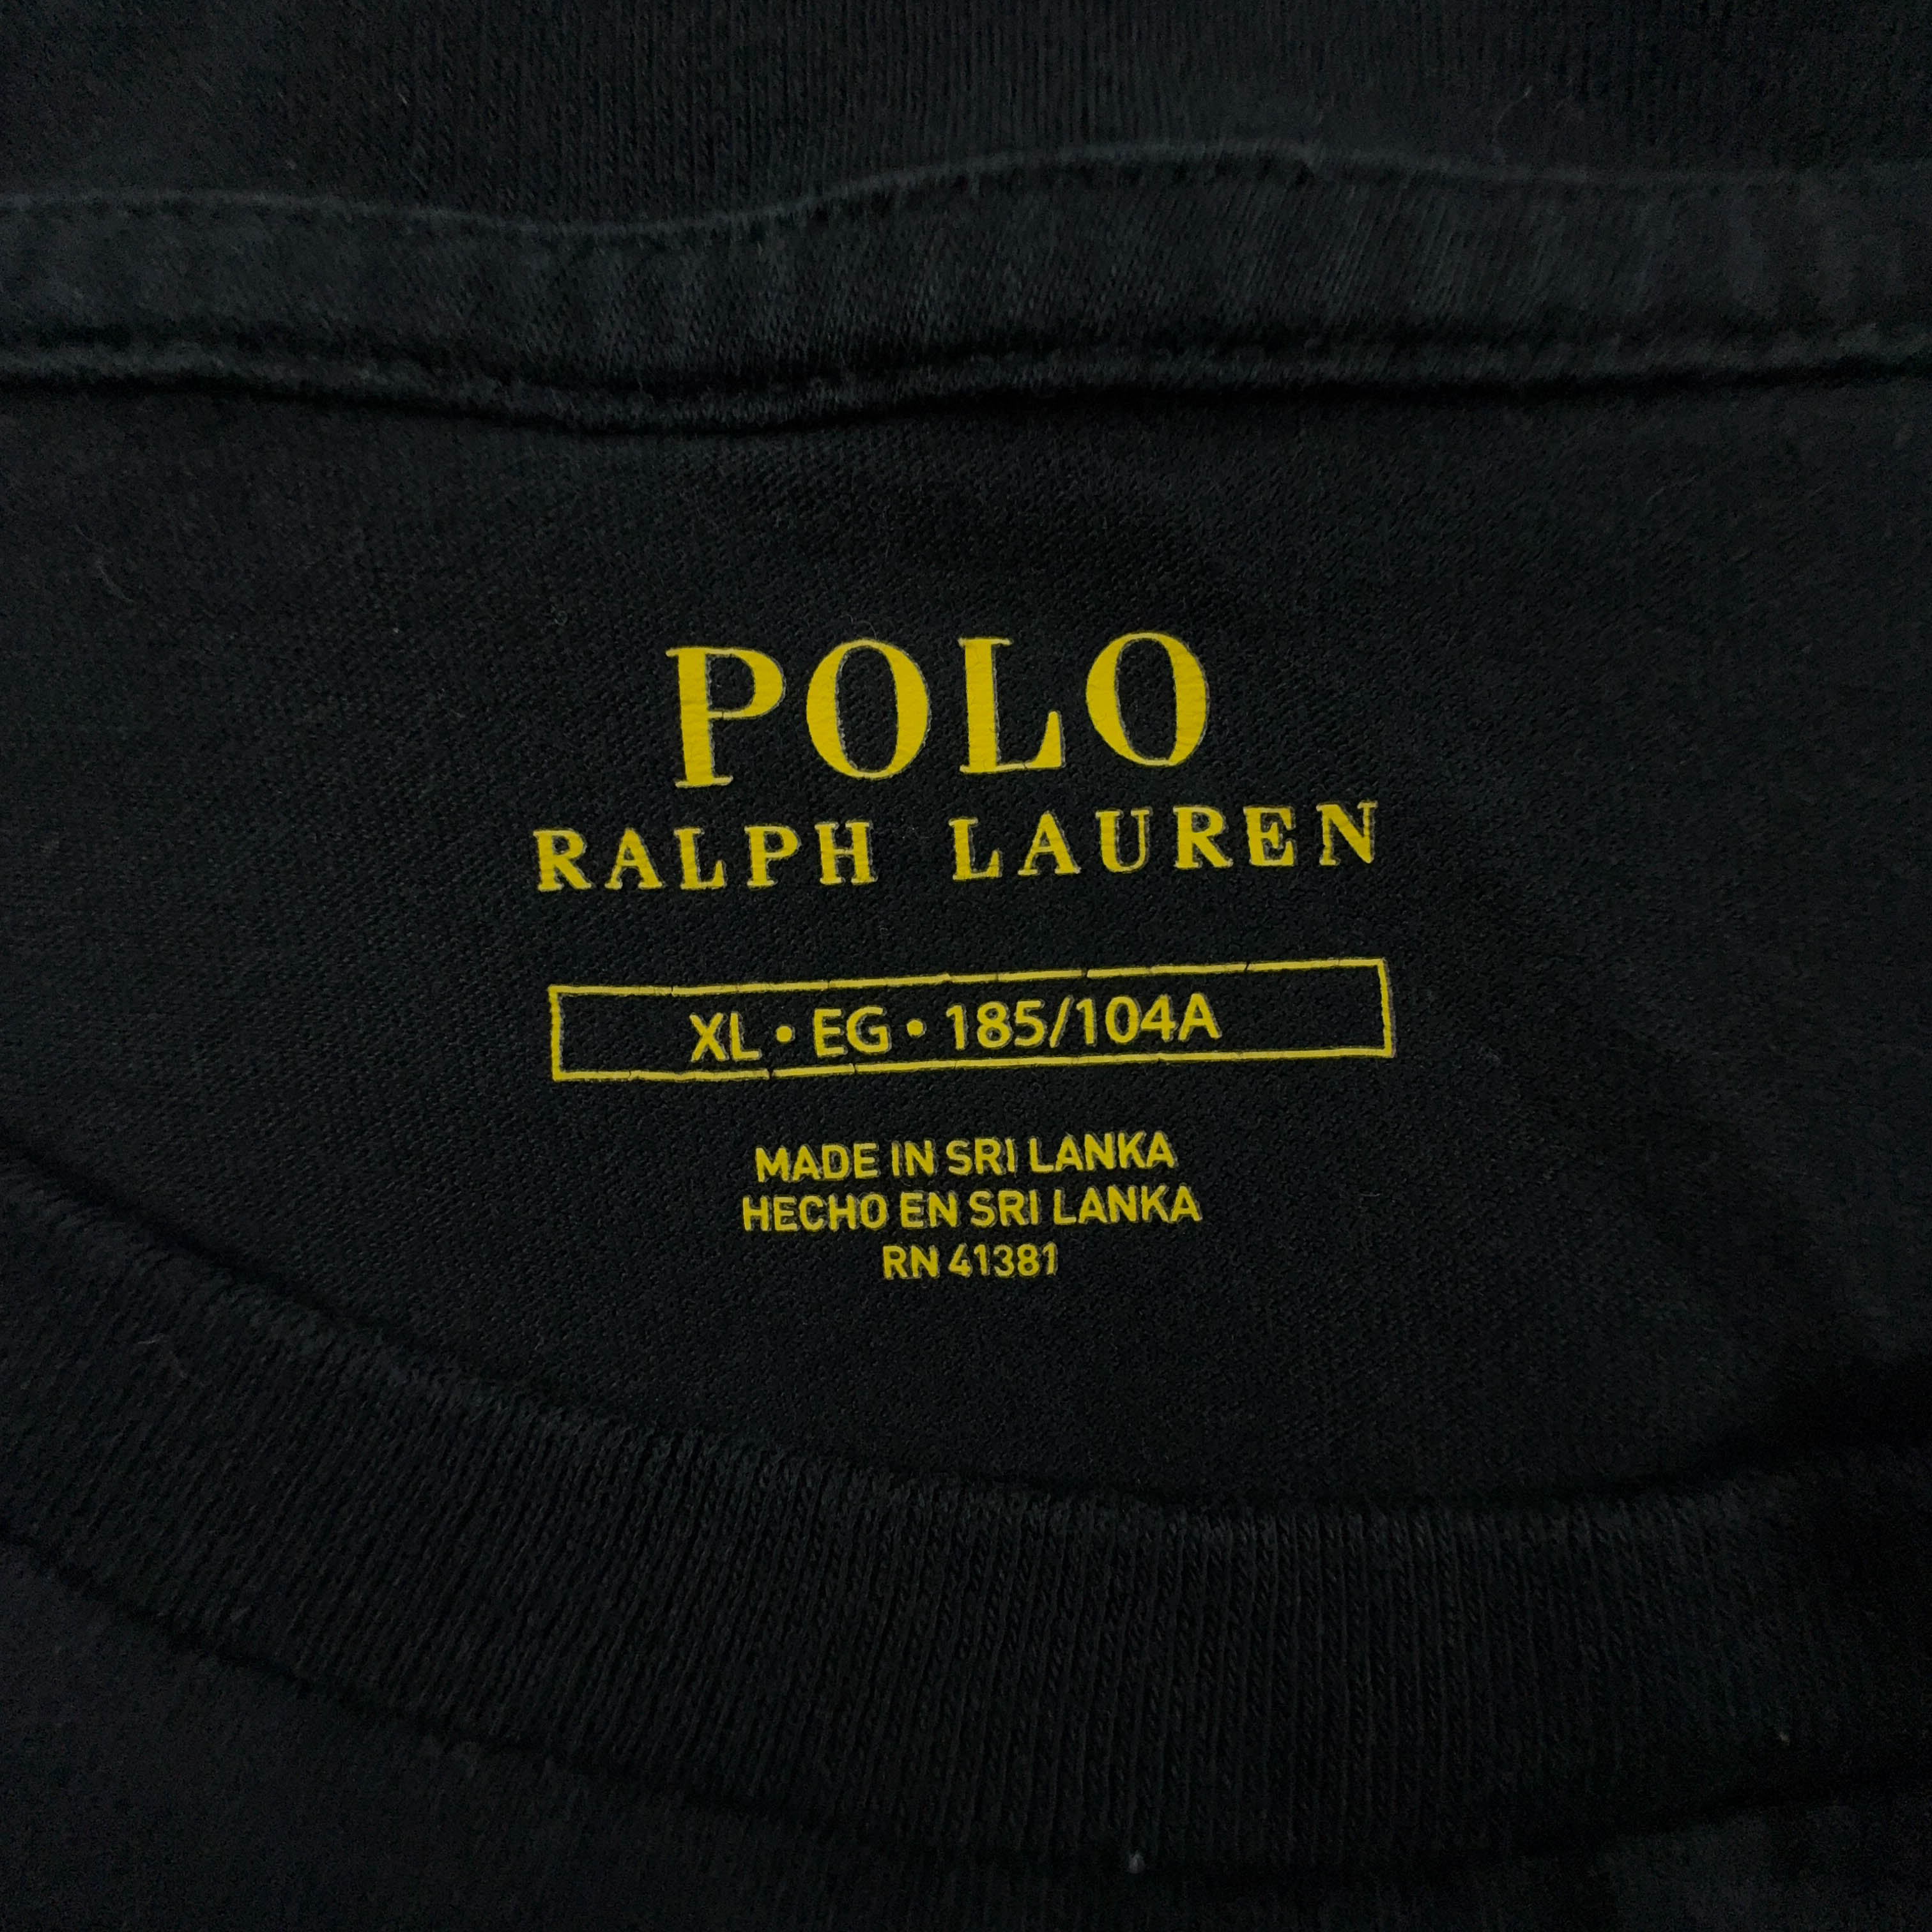 POLO
RALPH LAUREN
XL • EG • 185/104A
MADE IN SRI LANKA
HECHO EN SRI LANKA
RN 41381